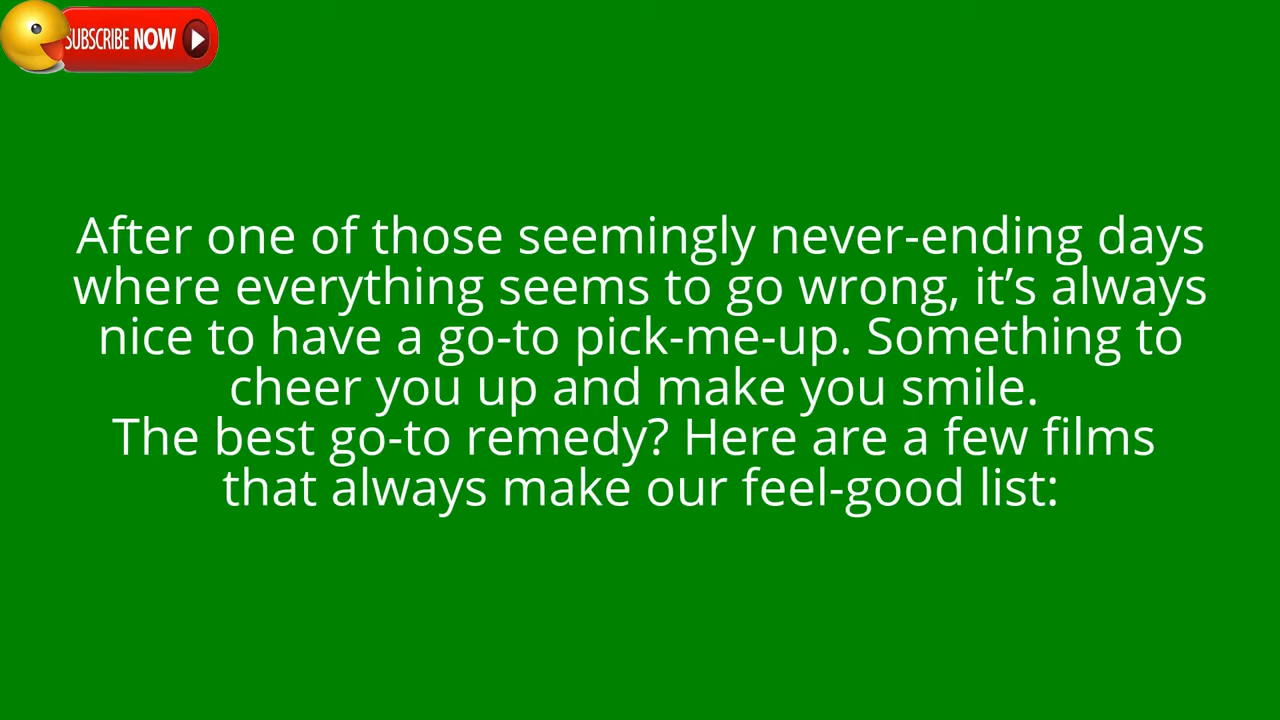 SUBSCRIBE NOW
After one of those seemingly never-ending days
where everything seems to go wrong, it’s always
nice to have a go-to pick-me-up. Something to
cheer you up and make you smile.
The best go-to remedy? Here are a few films
that always make our feel-good list: